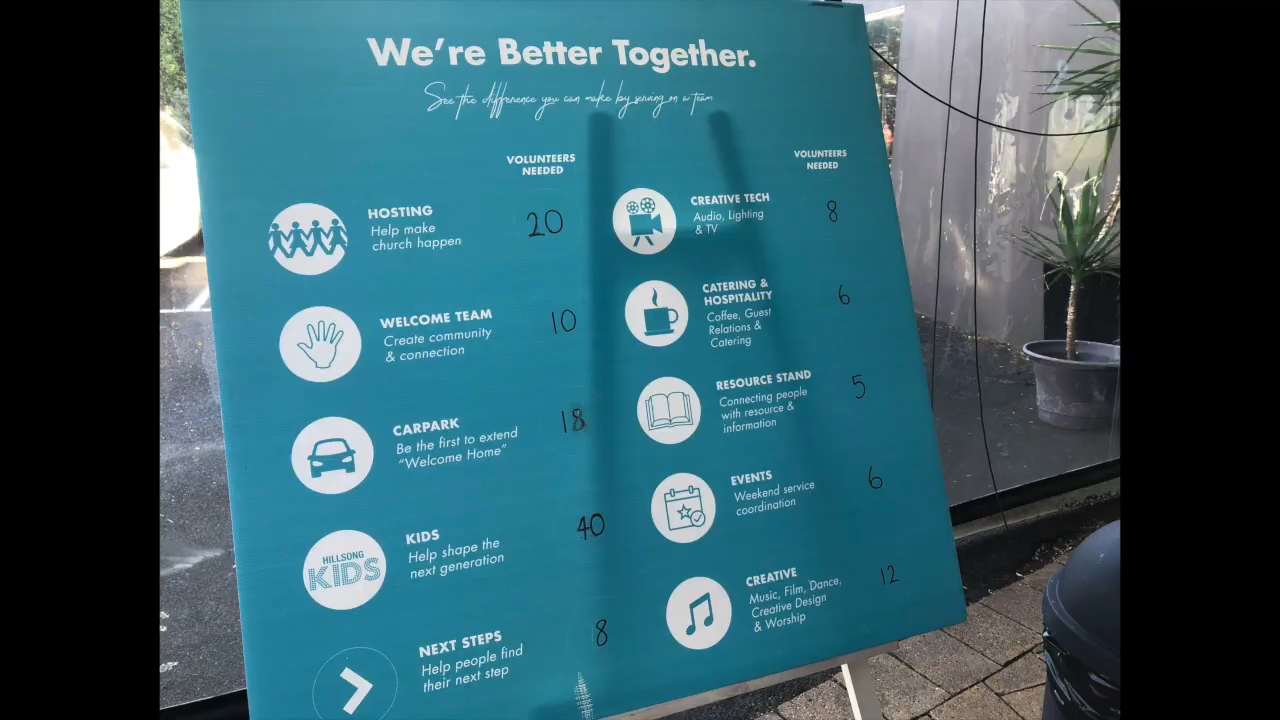 We're Better Together.
See the difference you can make by serving on a team
VOLUNTEERS
NEEDED
HOSTING
Help make
church happen
20
WELCOME TEAM
Create community
& connection
10
CARPARK
Be the first to extend
"Welcome Home"
18
HILLSONG
KIDS
KIDS
Help shape the
next generation
40
NEXT STEPS
Help people find
their next step
8
VOLUNTEERS
NEEDED
CREATIVE TECH
Audio, Lighting
& TV
8
CATERING &
HOSPITALITY
Coffee, Guest
Relations &
Catering
6
RESOURCE STAND
Connecting people
with resource &
information
5
EVENTS
Weekend service
coordination
6
CREATIVE
Music, Film, Dance,
Creative Design
& Worship
12